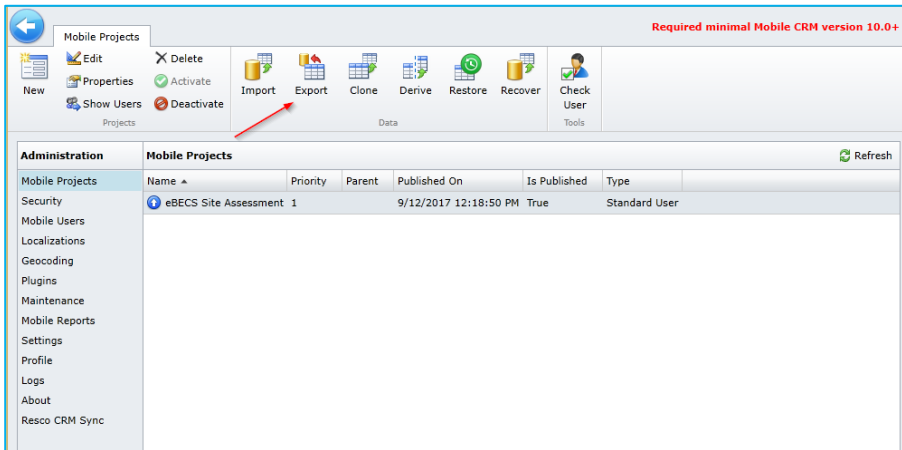 Mobile Projects
Required minimal Mobile CRM version 10.0+
New
Edit
Properties
Show Users
Delete
Activate
Deactivate
Projects
Import
Export
Clone
Derive
Restore
Recover
Data
Check
User
Tools
Administration
Mobile Projects
Security
Mobile Users
Localizations
Geocoding
Plugins
Maintenance
Mobile Reports
Settings
Profile
Logs
About
Resco CRM Sync
Mobile Projects
Refresh
Name Priority Parent Published On Is Published Type
eBECS Site Assessment 1 9/12/2017 12:18:50 PM True Standard User